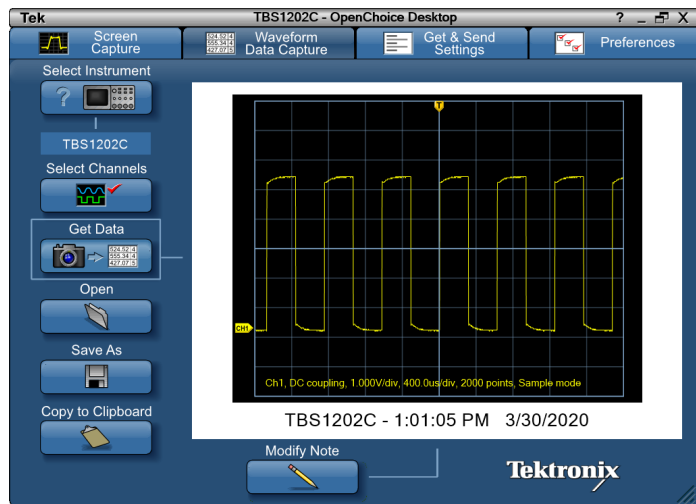 Tek TBS1202C - OpenChoice Desktop ? _ X
Screen Capture
Waveform Data Capture
Get & Send Settings
Preferences
Select Instrument
?
TBS1202C
Select Channels
Get Data
Open
Save As
Copy to Clipboard
T
CH1
Ch1, DC coupling, 1.000V/div, 400.0us/div, 2000 points, Sample mode
TBS1202C - 1:01:05 PM 3/30/2020
Modify Note
Tektronix